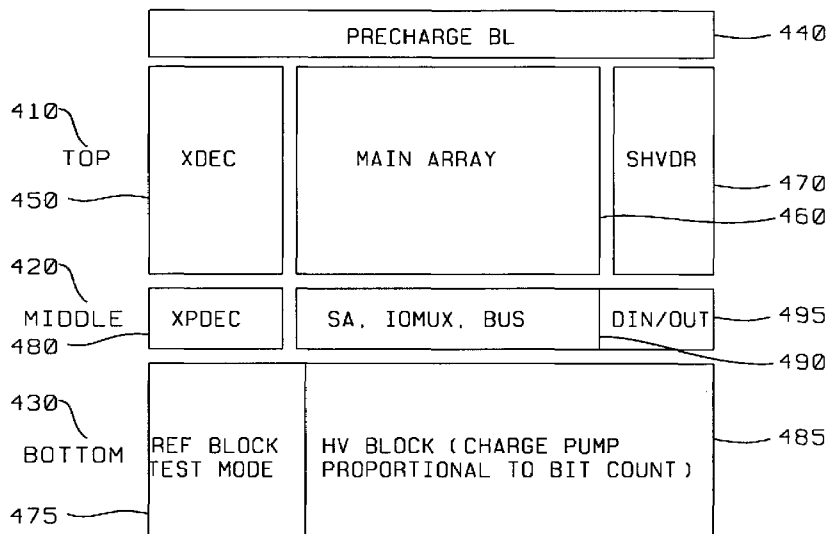 PRECHARGE BL
440
410
TOP
XDEC
MAIN ARRAY
SHVDR
470
450
460
420
MIDDLE
XPDEC
SA, IOMUX, BUS
DIN/OUT
495
480
490
430
BOTTOM
REF BLOCK
TEST MODE
HV BLOCK (CHARGE PUMP
PROPORTIONAL TO BIT COUNT)
485
475